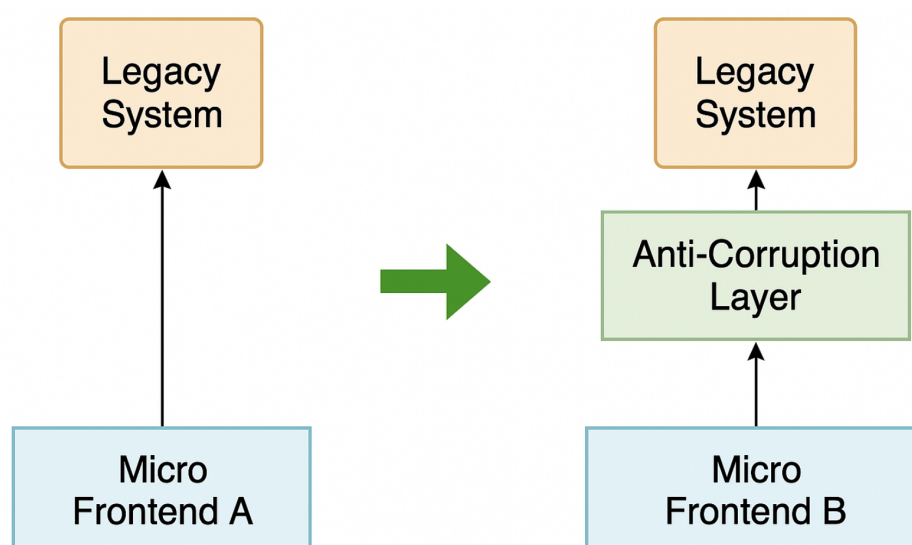 Legacy
System
Legacy
System
Anti-Corruption
Layer
Micro
Frontend A
Micro
Frontend B